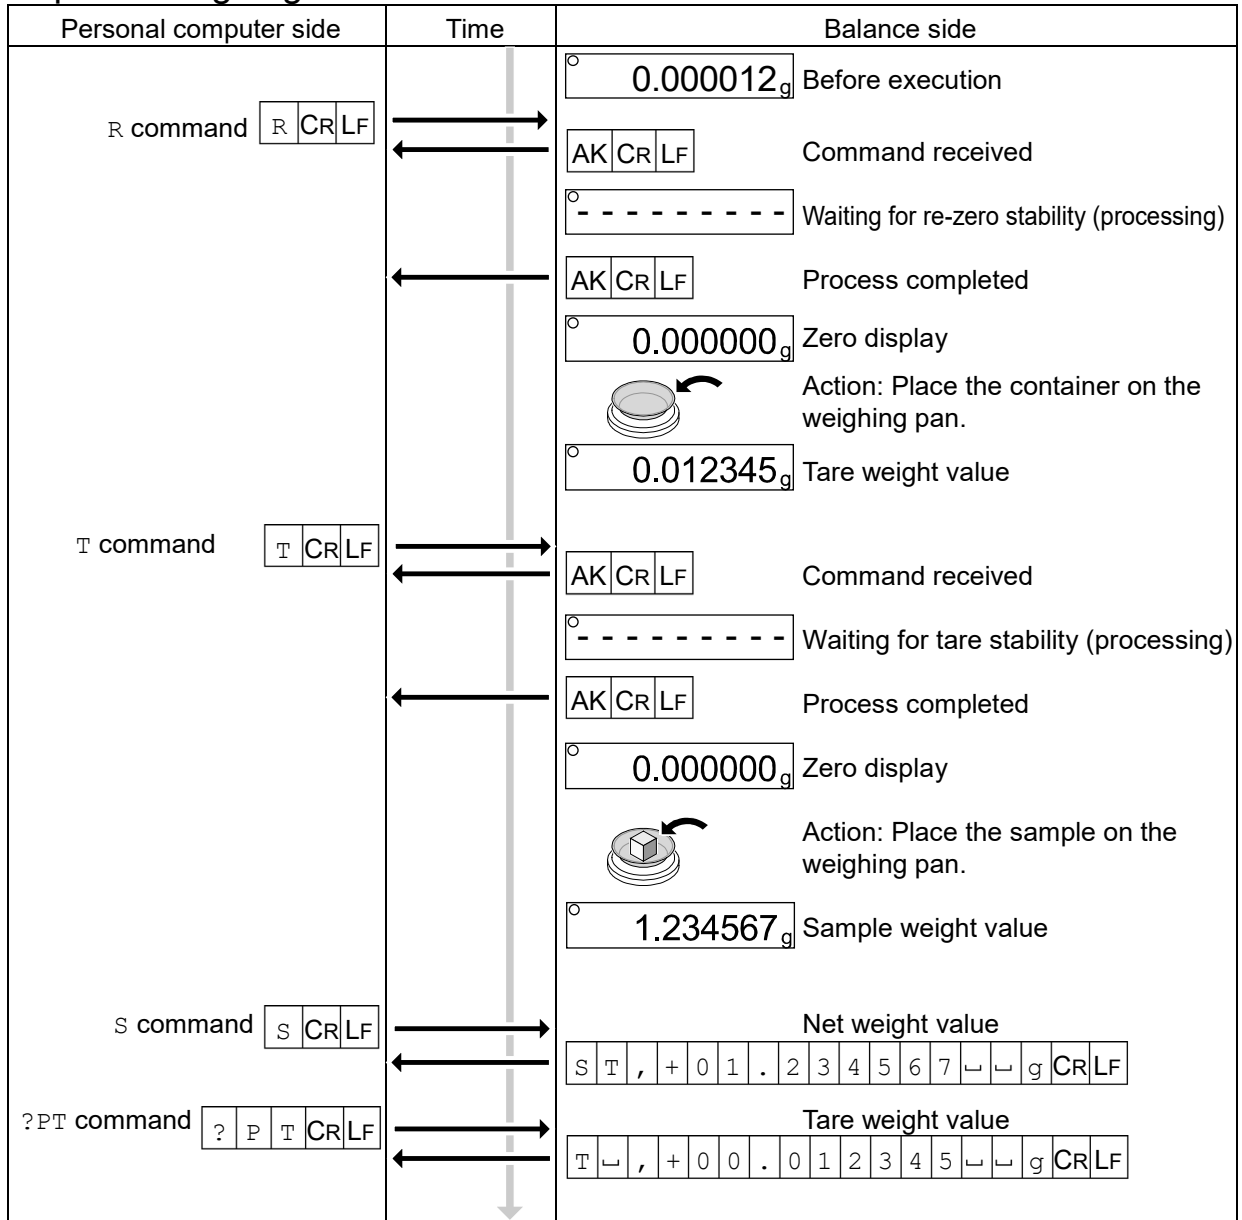 Personal computer side Time Balance side
0.000012 g Before execution
R command R CR LF
AK CR LF Command received
- - - - - - - - - Waiting for re-zero stability (processing)
AK CR LF Process completed
0.000000 g Zero display
Action: Place the container on the
weighing pan.
0.012345 g Tare weight value
T command T CR LF
AK CR LF Command received
- - - - - - - - - Waiting for tare stability (processing)
AK CR LF Process completed
0.000000 g Zero display
Action: Place the sample on the
weighing pan.
1.234567 g Sample weight value
S command S CR LF Net weight value
S T , + 0 1 . 2 3 4 5 6 7 ␣ ␣ g CR LF
?PT command ? P T CR LF Tare weight value
T ␣ , + 0 0 . 0 1 2 3 4 5 ␣ ␣ g CR LF